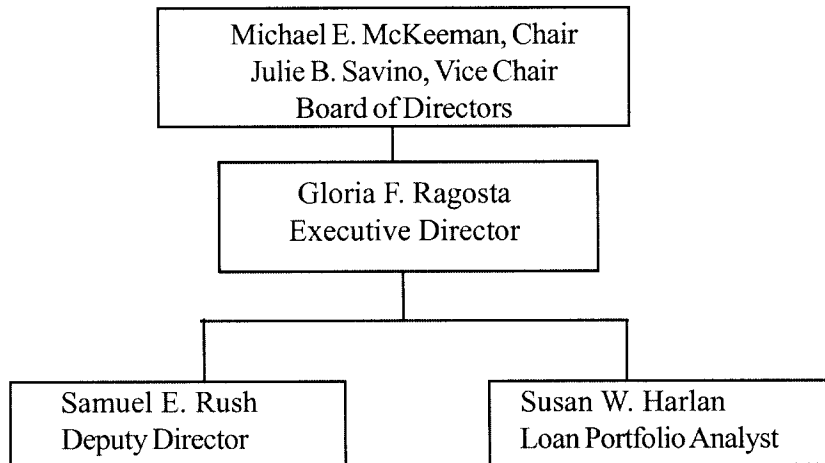 Michael E. McKeeman, Chair
Julie B. Savino, Vice Chair
Board of Directors
Gloria F. Ragosta
Executive Director
Samuel E. Rush
Deputy Director
Susan W. Harlan
Loan Portfolio Analyst